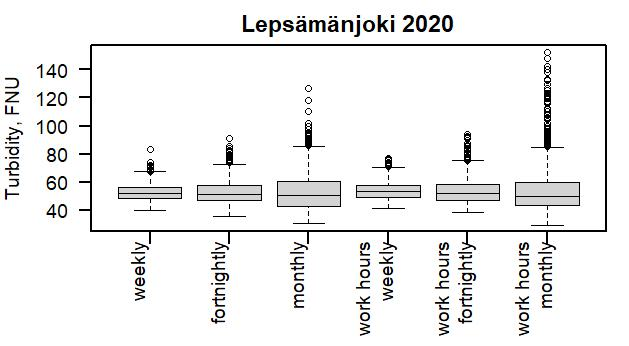 Lepsämänjoki 2020
Turbidity, FNU
140
120
100
80
60
40
weekly
fortnightly
monthly
work hours
weekly
work hours
fortnightly
work hours
monthly